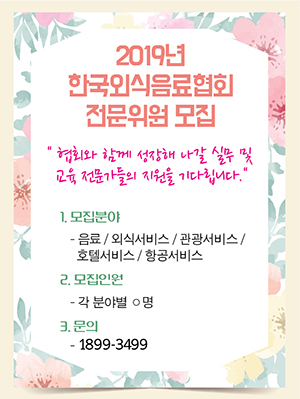 2019년
한국외식음료협회
전문위원 모집
" 협회와 함께 성장해 나갈 실무 및
교육 전문가들의 지원을 기다립니다."
1. 모집분야
- 음료 / 외식서비스 / 관광서비스 /
호텔서비스 / 항공서비스
2. 모집인원
- 각 분야별 ○명
3. 문의
- 1899-3499